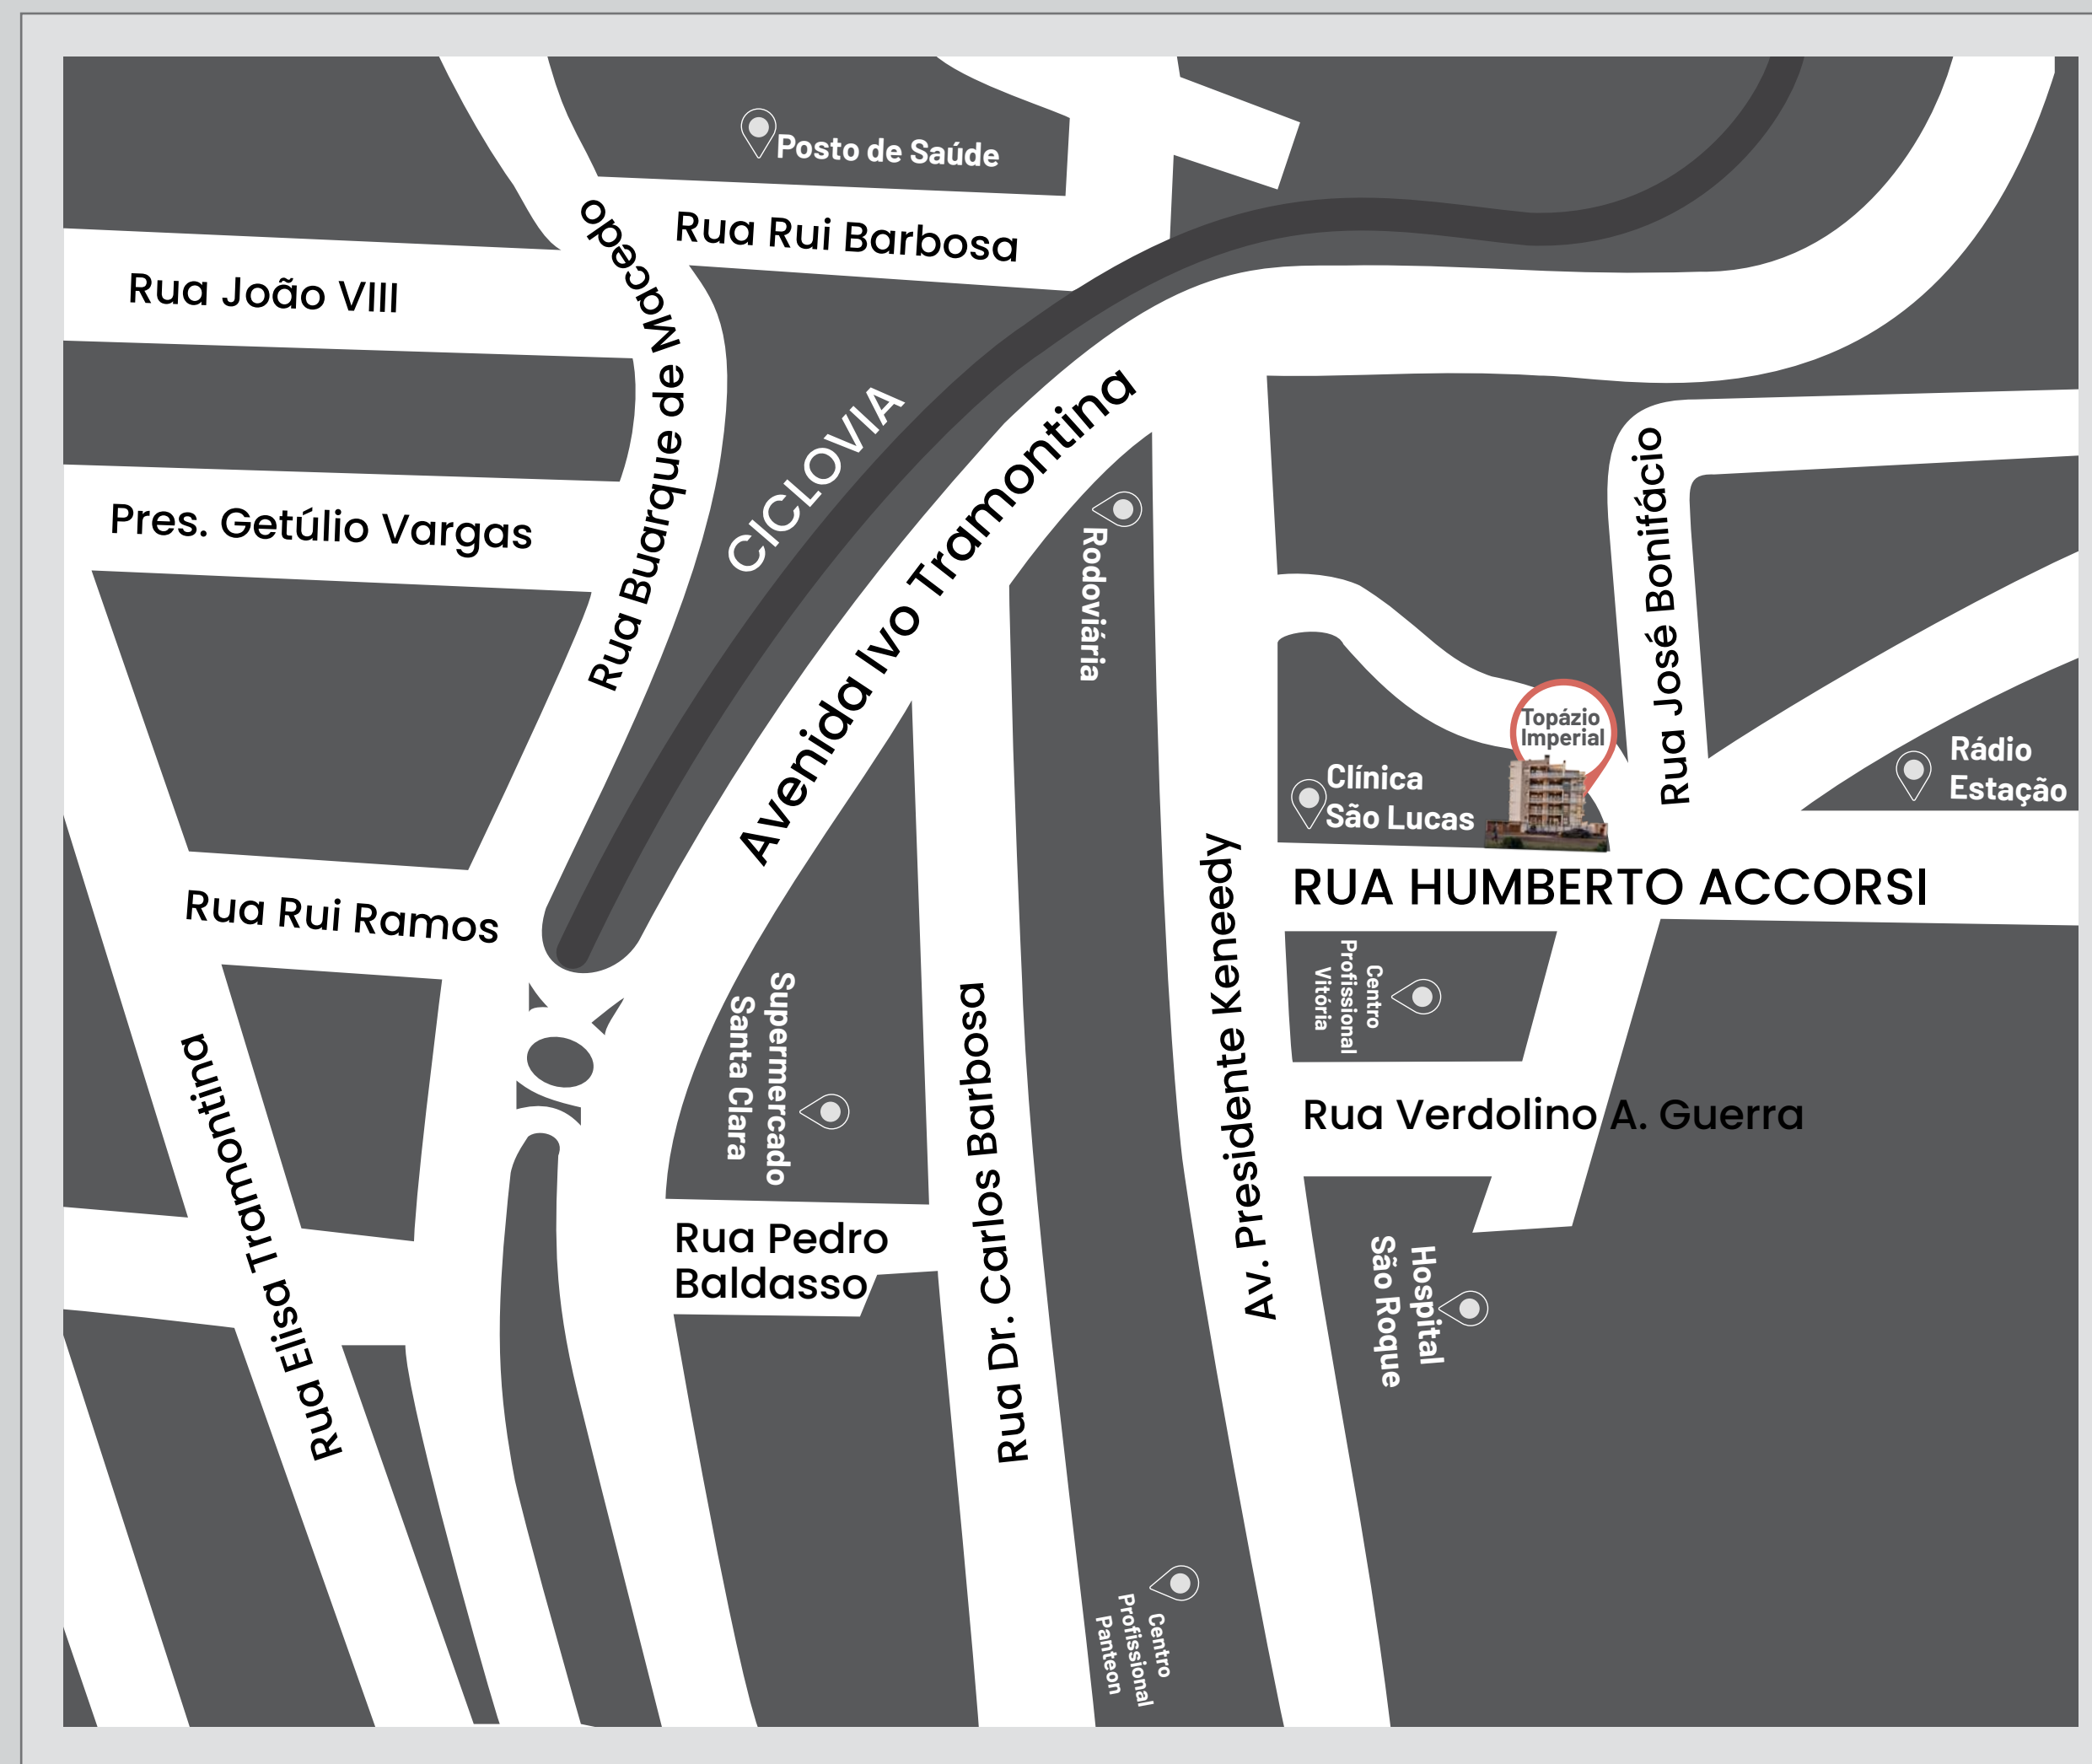 Posto de Saúde
Rua Rui Barbosa
Rua João VIII
Rua Buarque de Macedo
CICLOVIA
Avenida Ivo Tramontina
Pres. Getúlio Vargas
Rodoviária
Rua José Bonifácio
Topázio
Imperial
Rádio
Estação
Clínica
São Lucas
RUA HUMBERTO ACCORSI
Rua Rui Ramos
Av. Presidente Keneedy
Centro
Profissional
Vitória
Supermercado
Santa Clara
Rua Dr. Carlos Barbosa
Rua Elisa Tramontina
Rua Verdolino A. Guerra
Rua Pedro
Baldasso
Hospital
São Roque
Centro
Profissional
Panteon